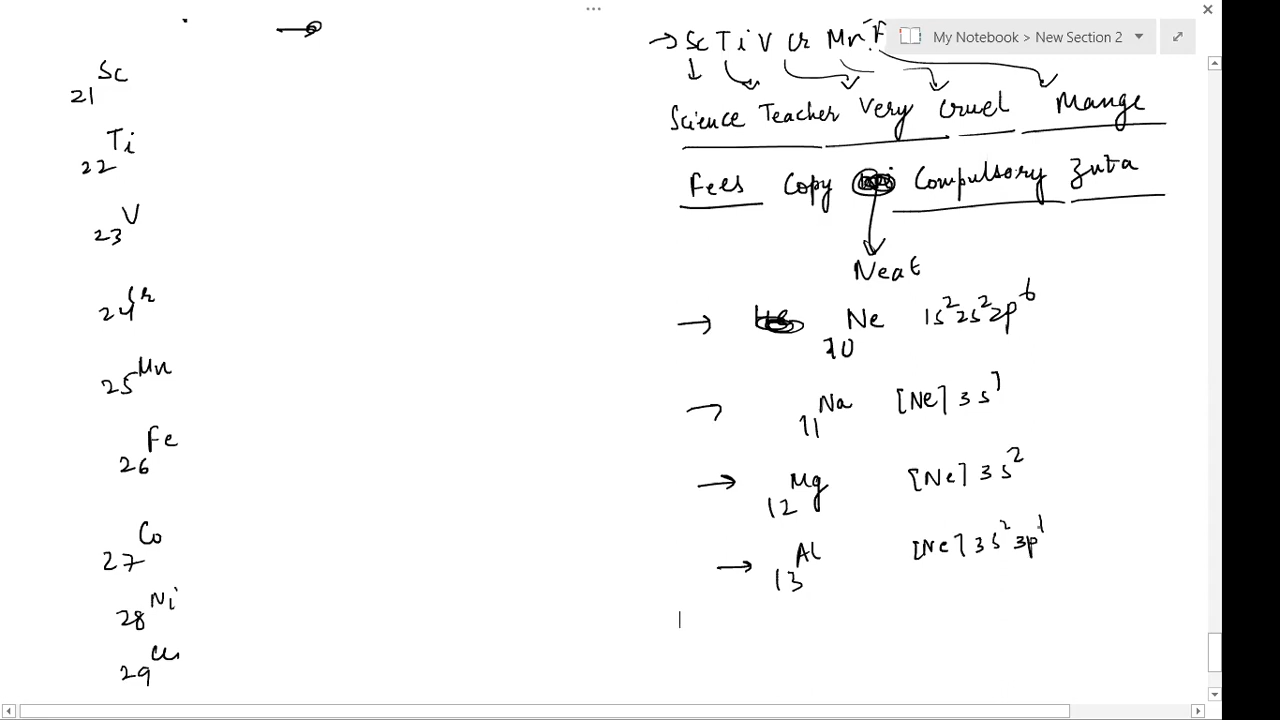 My Notebook > New Section 2
→ Sc Ti V Cr Mn F
Science Teacher Very Cruel Mange
Fees Copy Compulsory Zuta
Neat
21 Sc
22 Ti
23 V
24 Cr
25 Mn
26 Fe
27 Co
28 Ni
29 Cu
→ 10 Ne 1s² 2s² 2p⁶
→ 11 Na [Ne] 3s¹
→ 12 Mg [Ne] 3s²
→ 13 Al [Ne] 3s² 3p¹